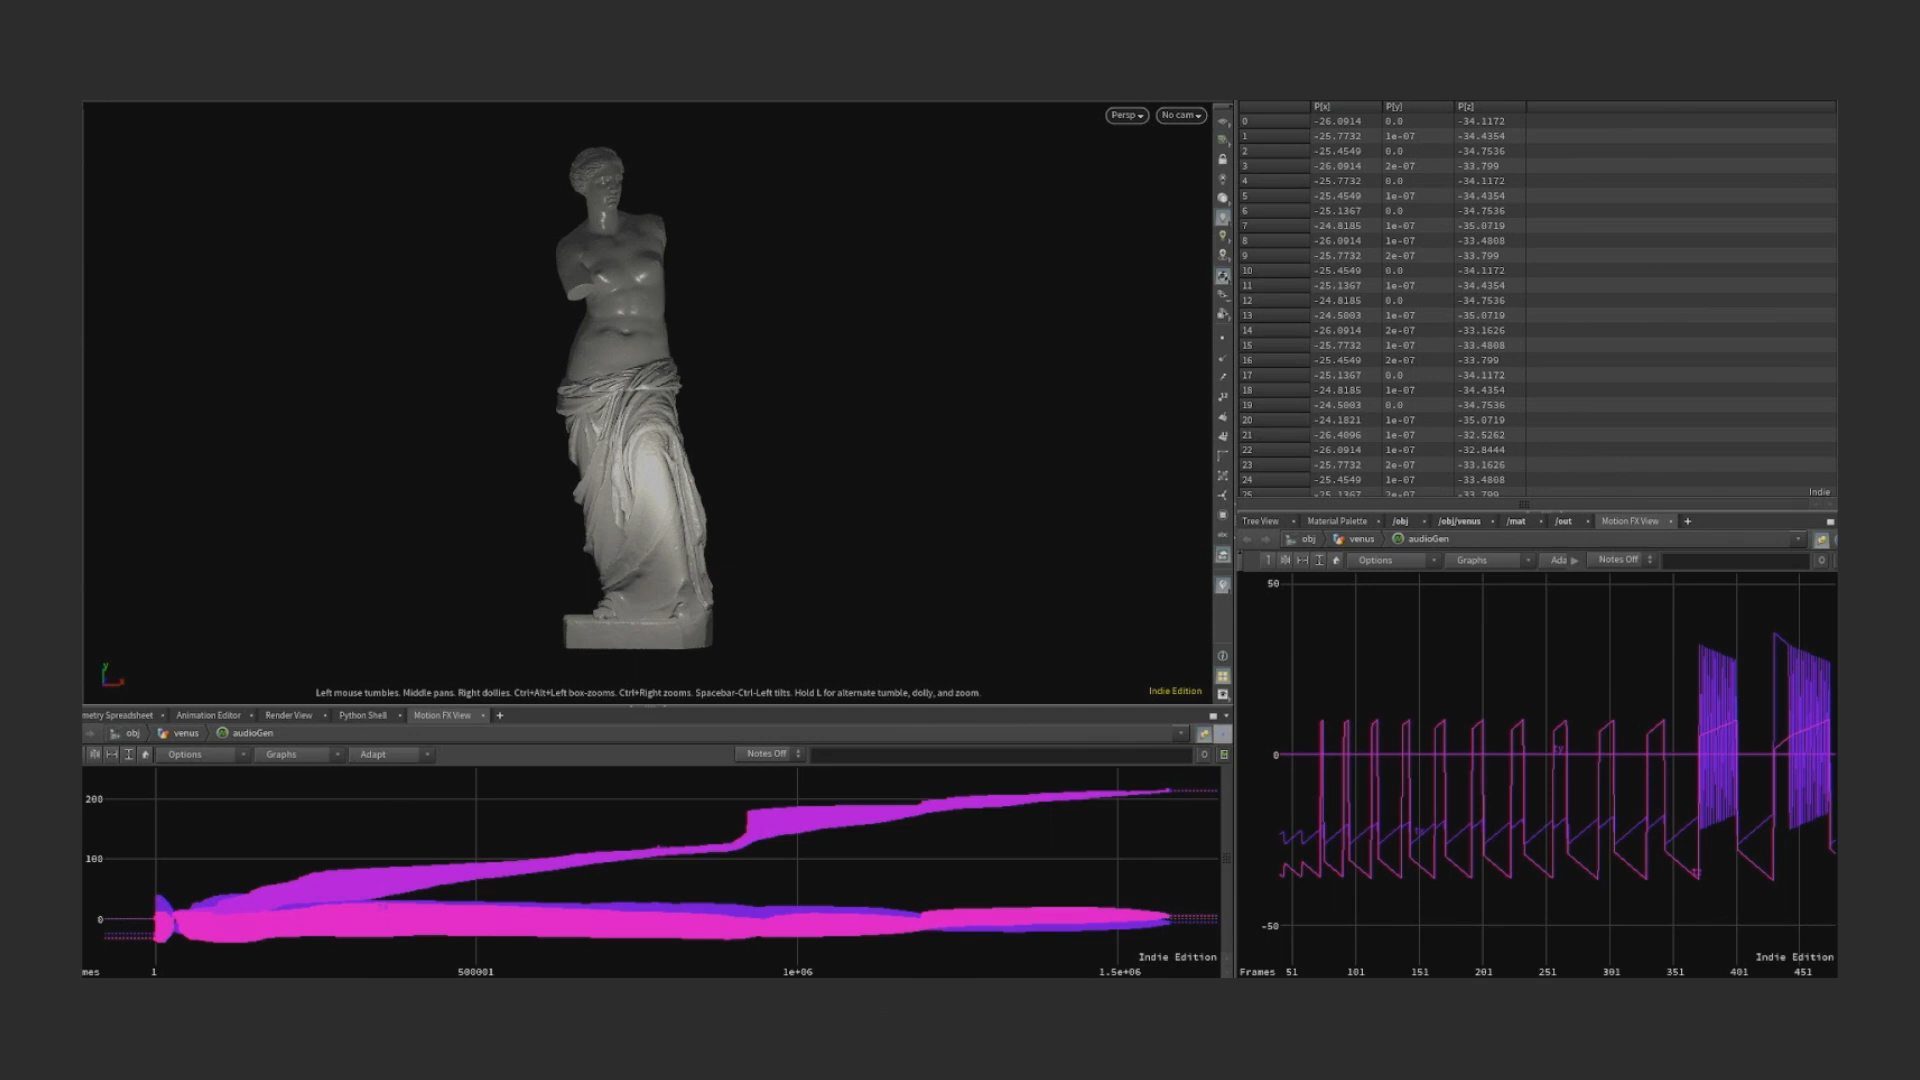 Persp
No cam
Left mouse tumbles. Middle pans. Right dollies. Ctrl+Alt+Left box-zooms. Ctrl+Right zooms. Spacebar-Ctrl-Left tilts. Hold L for alternate tumble, dolly, and zoom.
Indie Edition
P[x] P[y] P[z]
0 -26.0914 0.0 -34.1172
1 -25.7732 1e-07 -34.4354
2 -25.4549 0.0 -34.7536
3 -26.0914 2e-07 -33.799
4 -25.7732 0.0 -34.1172
5 -25.4549 1e-07 -34.4354
6 -25.1367 0.0 -34.7536
7 -24.8185 1e-07 -35.0719
8 -26.0914 1e-07 -33.4808
9 -25.7732 2e-07 -33.799
10 -25.4549 0.0 -34.1172
11 -25.1367 1e-07 -34.4354
12 -24.8185 0.0 -34.7536
13 -24.5003 1e-07 -35.0719
14 -26.0914 2e-07 -33.1626
15 -25.7732 1e-07 -33.4808
16 -25.4549 2e-07 -33.799
17 -25.1367 0.0 -34.1172
18 -24.8185 1e-07 -34.4354
19 -24.5003 0.0 -34.7536
20 -24.1821 1e-07 -35.0719
21 -26.4096 1e-07 -32.5262
22 -26.0914 1e-07 -32.8444
23 -25.7732 2e-07 -33.1626
24 -25.4549 1e-07 -33.4808
25 -25.1367 2e-07 -33.799
Indie
Tree View Material Palette /obj /obj/venus /mat /out Motion FX View +
obj venus audioGen
Options Graphs Ada Notes Off
50
0
-50
ty
tx
tz
Indie Edition
Frames 51 101 151 201 251 301 351 401 451
metry Spreadsheet Animation Editor Render View Python Shell Motion FX View +
obj venus audioGen
Options Graphs Adapt Notes Off
200
100
0
Indie Edition
mes 1 500001 1e+06 1.5e+06